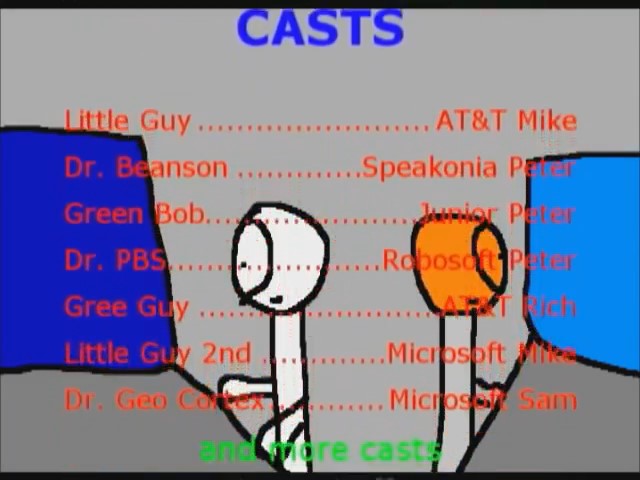 CASTS
Little Guy ........................ AT&T Mike
Dr. Beanson .............Speakonia Peter
Green Bob......................Junior Peter
Dr. PBS.......................Robosoft Peter
Gree Guy .........................AT&T Rich
Little Guy 2nd .............Microsoft Mike
Dr. Geo Cortex............ Microsoft Sam
and more casts